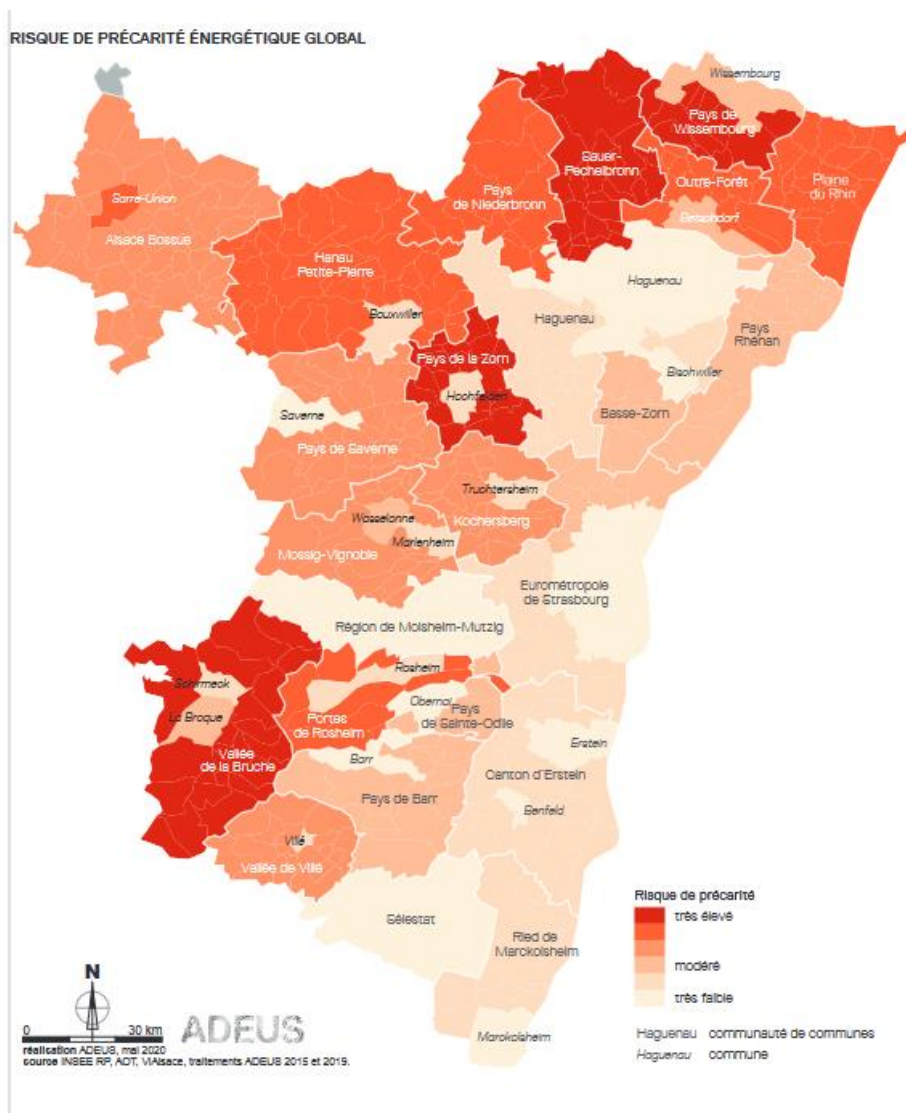 RISQUE DE PRÉCARITÉ ÉNERGÉTIQUE GLOBAL
Wissembourg
Pays de
Wissembourg
Sauer-
Pechelbronn
Outre-Forêt
Plaine
du Rhin
Pays
de Niederbronn
Betschdorf
Sarre-Union
Alsace Bossue
Hanau
Petite-Pierre
Haguenau
Bouxwiller
Haguenau
Pays
Rhénan
Pays de la Zorn
Bischwiller
Hochfelden
Basse-Zorn
Saverne
Pays de Saverne
Truchtersheim
Wasselonne
Kochersberg
Marlenheim
Mossig-Vignoble
Eurométropole
de Strasbourg
Région de Molsheim-Mutzig
Rosheim
Schirmeck
Obernai
La Broque
Portes
de Rosheim
Pays
de Sainte-Odile
Erstein
Vallée
de la Bruche
Barr
Canton d'Erstein
Pays de Barr
Benfeld
Villé
Vallée de Villé
Sélestat
Ried de
Marckolsheim
Marckolsheim
Risque de précarité
très élevé
modéré
très faible
Haguenau communauté de communes
Haguenau commune
N
0 30 km
ADEUS
réalisation ADEUS, mai 2020
source INSEE RP, AOT, VIAlsace, traitements ADEUS 2015 et 2019.